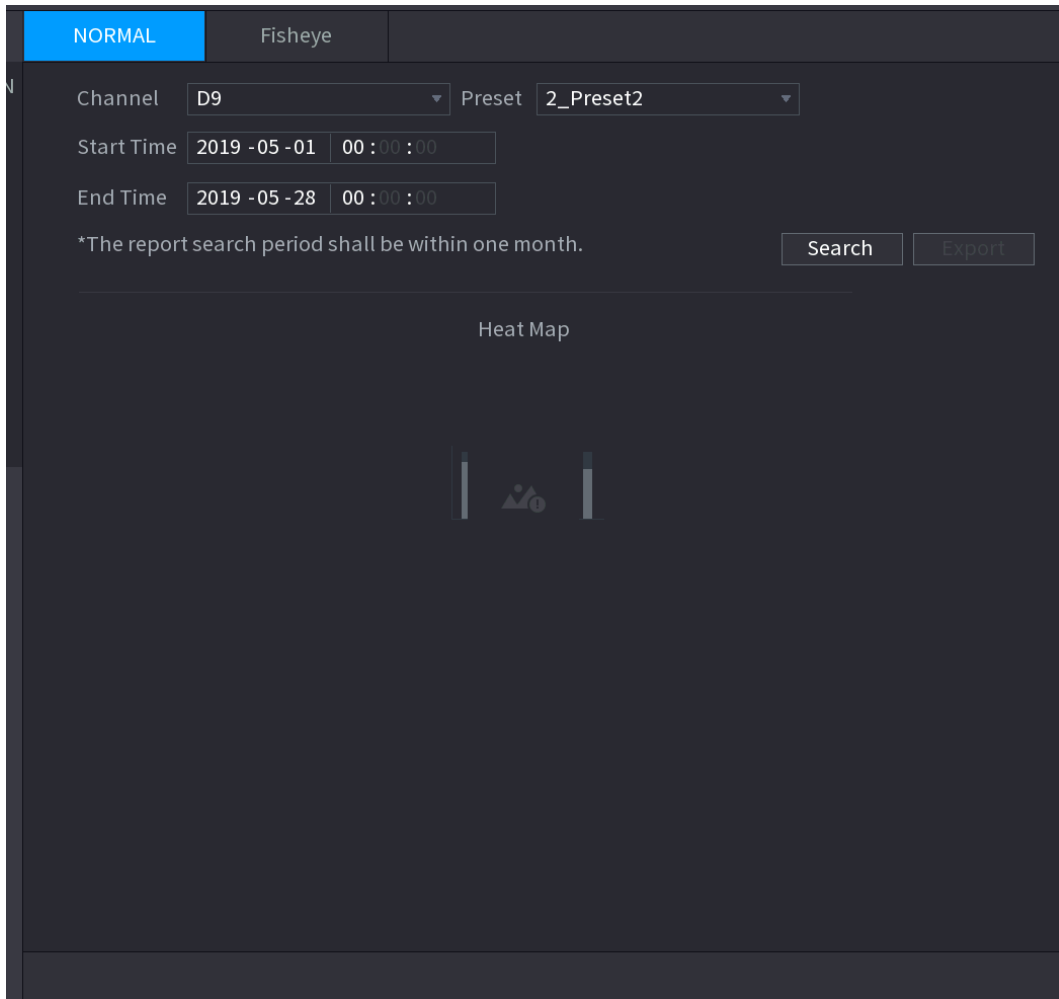 NORMAL Fisheye
N
Channel D9 Preset 2_Preset2
Start Time 2019 -05 -01 00 :00 :00
End Time 2019 -05 -28 00 :00 :00
*The report search period shall be within one month.
Search Export
Heat Map